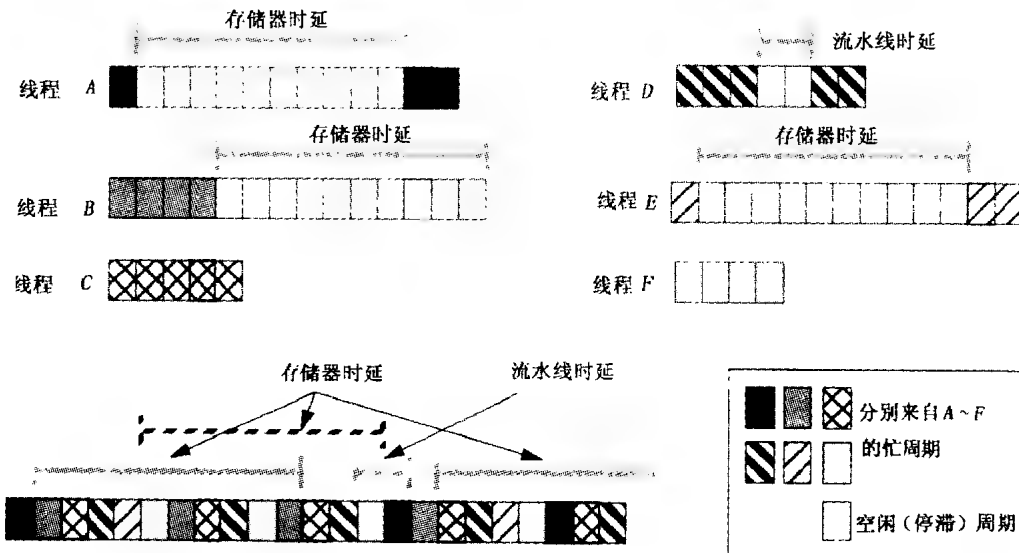 存储器时延
线程 A
流水线时延
线程 D
存储器时延
线程 B
存储器时延
线程 E
线程 C
线程 F
存储器时延
流水线时延
分别来自A~F
的忙周期
空闲(停滞)周期